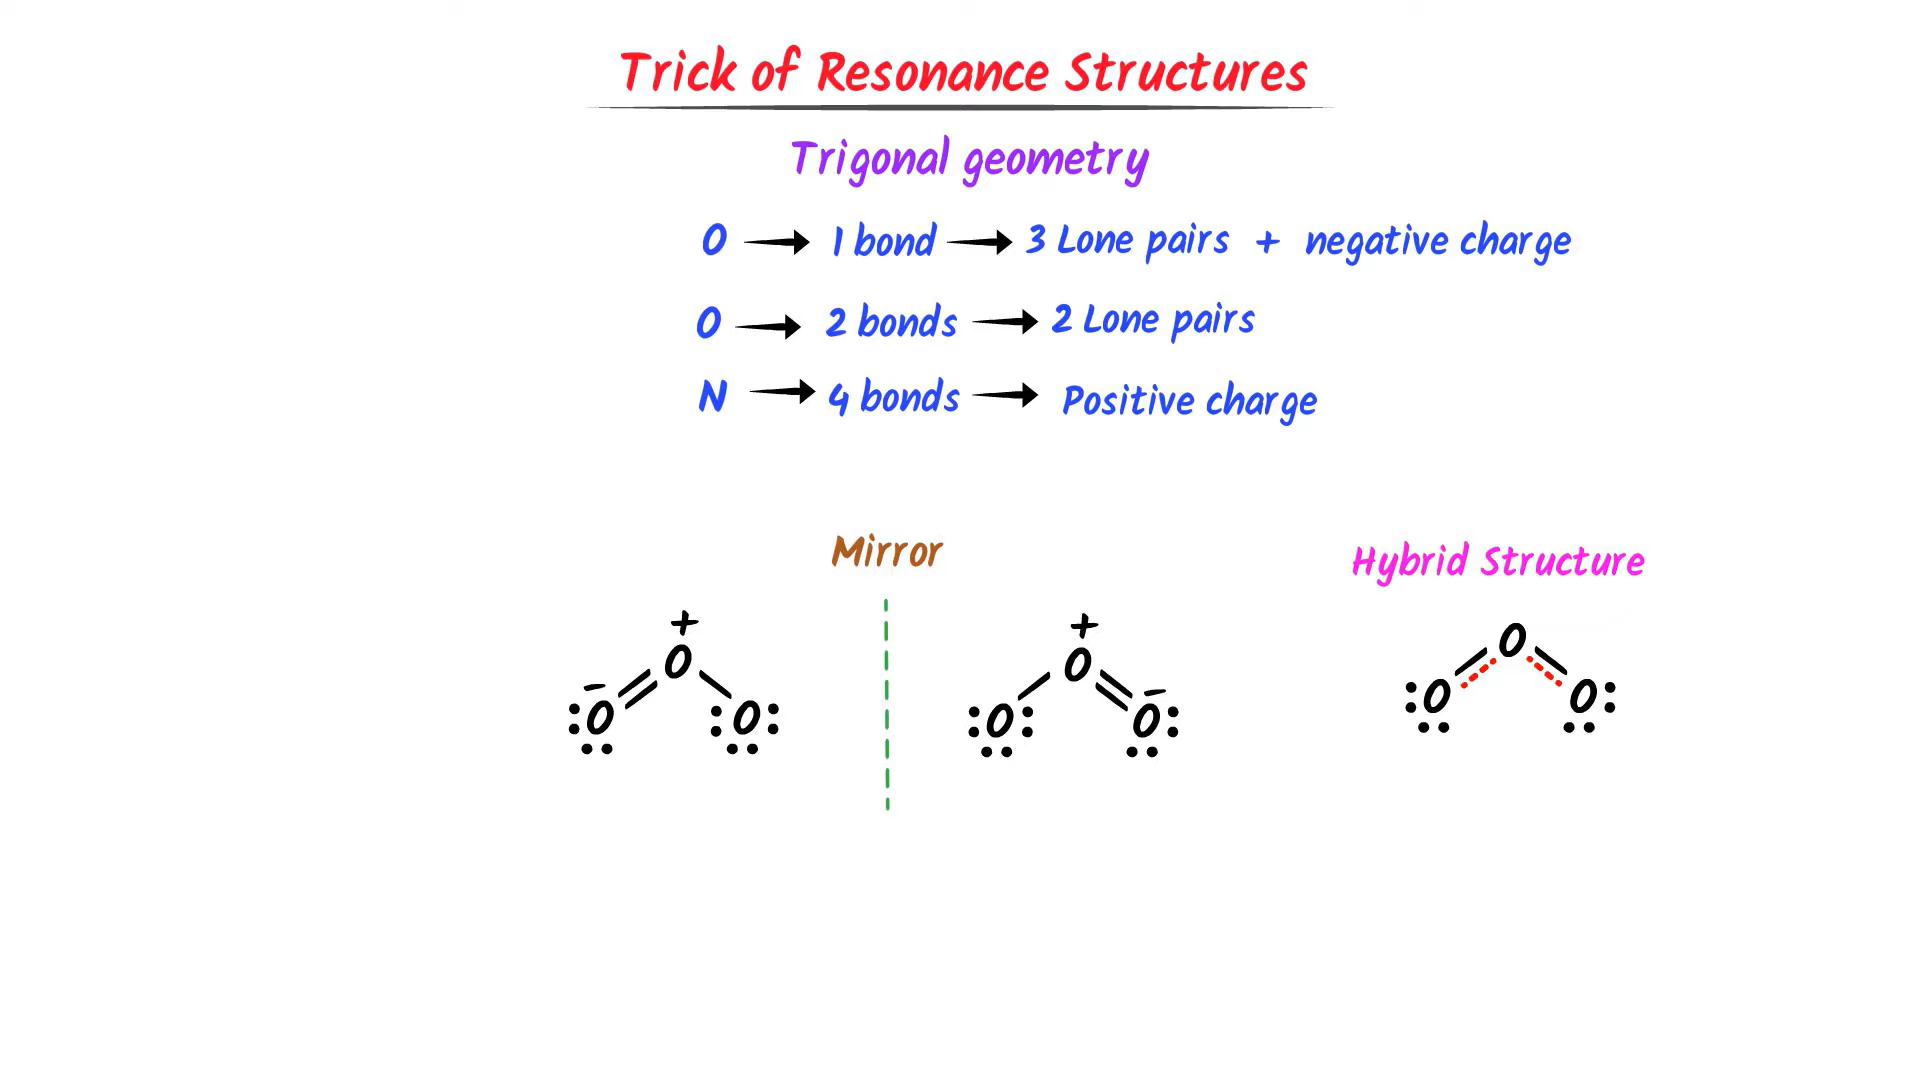 Trick of Resonance Structures
Trigonal geometry
O → 1 bond → 3 Lone pairs + negative charge
O → 2 bonds → 2 Lone pairs
N → 4 bonds → Positive charge
Mirror
Hybrid Structure
+ + O
O O − O O
− O O O O